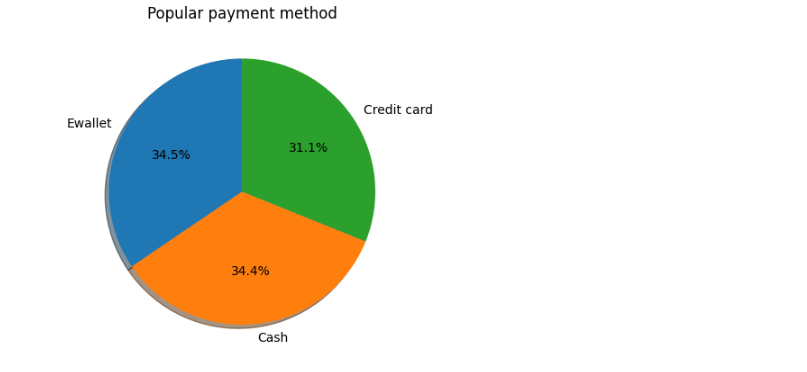 Popular payment method
Credit card
Ewallet
31.1%
34.5%
34.4%
Cash